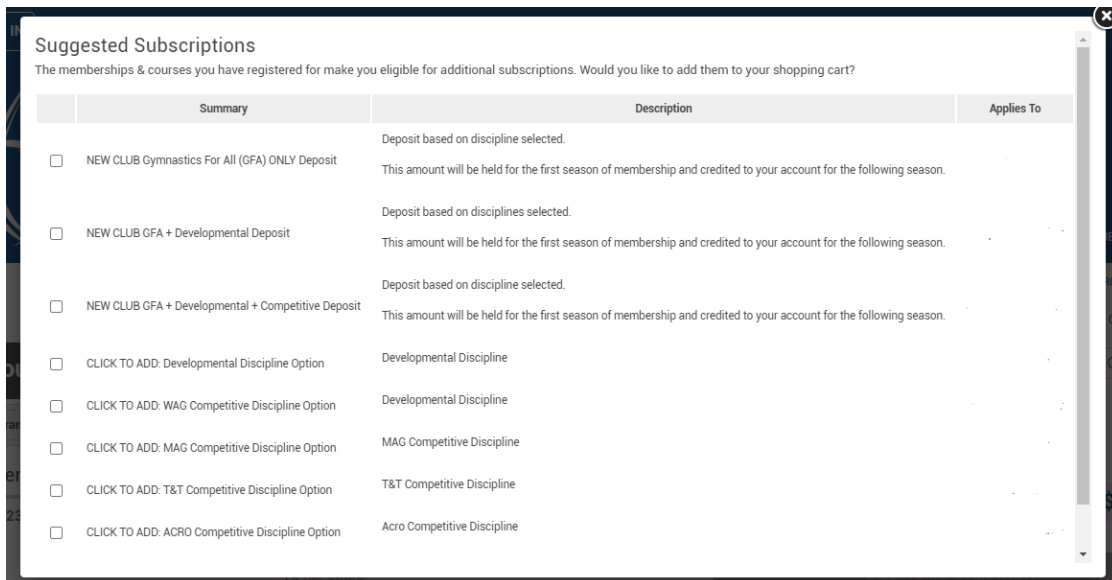 Suggested Subscriptions
The memberships & courses you have registered for make you eligible for additional subscriptions. Would you like to add them to your shopping cart?
Summary Description Applies To
Deposit based on discipline selected.
NEW CLUB Gymnastics For All (GFA) ONLY Deposit
This amount will be held for the first season of membership and credited to your account for the following season.
Deposit based on disciplines selected.
NEW CLUB GFA + Developmental Deposit
This amount will be held for the first season of membership and credited to your account for the following season.
Deposit based on discipline selected.
NEW CLUB GFA + Developmental + Competitive Deposit
This amount will be held for the first season of membership and credited to your account for the following season.
CLICK TO ADD: Developmental Discipline Option Developmental Discipline
CLICK TO ADD: WAG Competitive Discipline Option Developmental Discipline
CLICK TO ADD: MAG Competitive Discipline Option MAG Competitive Discipline
CLICK TO ADD: T&T Competitive Discipline Option T&T Competitive Discipline
CLICK TO ADD: ACRO Competitive Discipline Option Acro Competitive Discipline